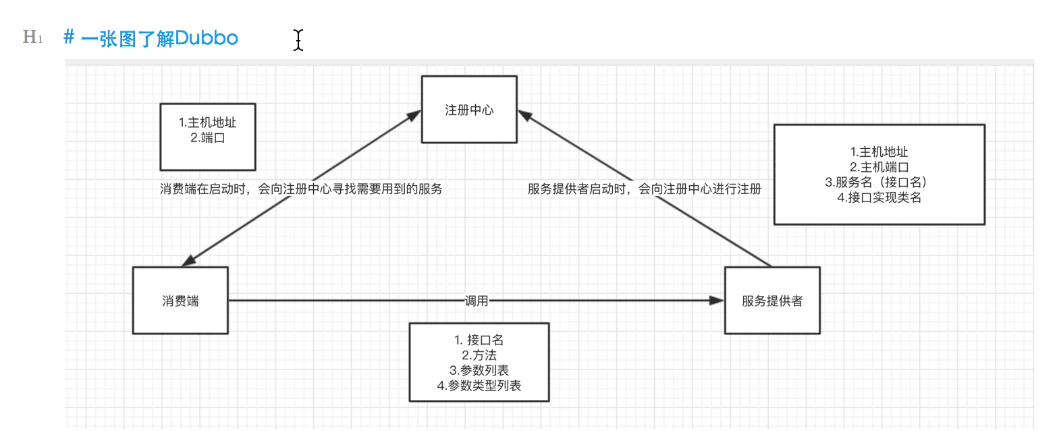 H1 # 一张图了解Dubbo
注册中心
1.主机地址
2.端口
消费端在启动时，会向注册中心寻找需要用到的服务
服务提供者启动时，会向注册中心进行注册
1.主机地址
2.主机端口
3.服务名（接口名）
4.接口实现类名
消费端
调用
服务提供者
1. 接口名
2.方法
3.参数列表
4.参数类型列表